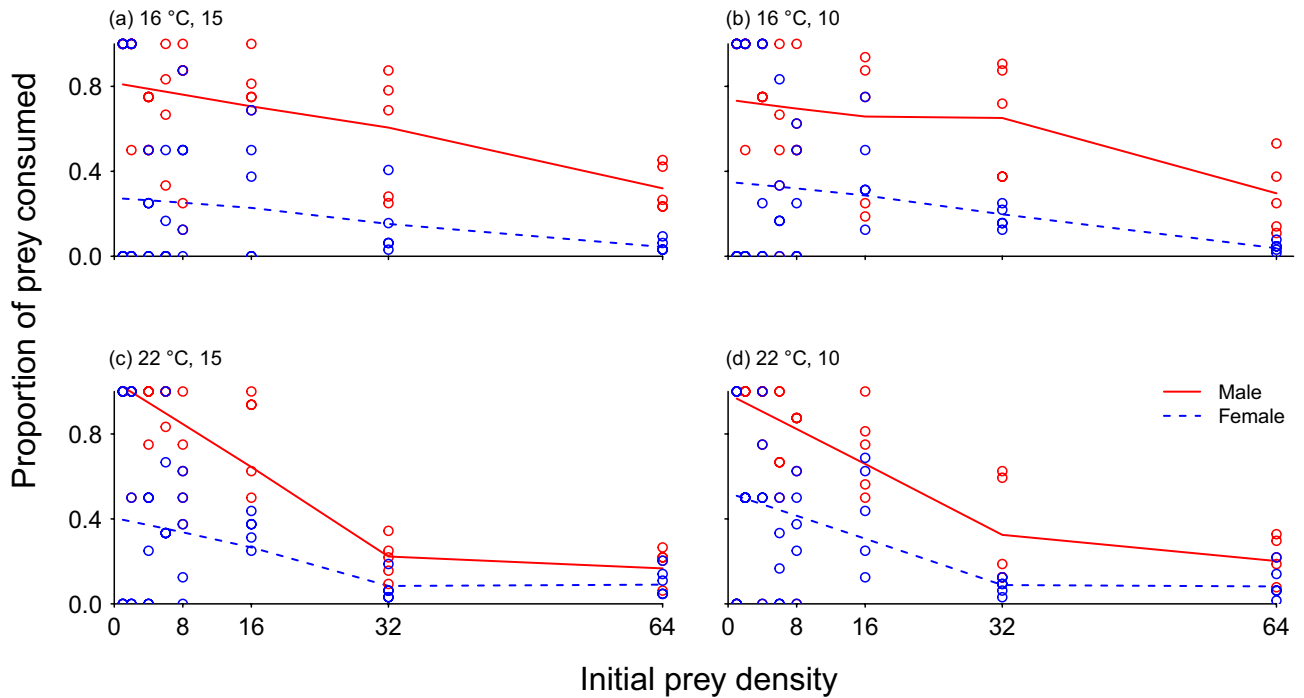 (a) 16 °C, 15
(b) 16 °C, 10
0.8
0.4
0.0
Proportion of prey consumed
(c) 22 °C, 15
(d) 22 °C, 10
Male
Female
0.8
0.4
0.0
0 8 16 32 64
0 8 16 32 64
Initial prey density